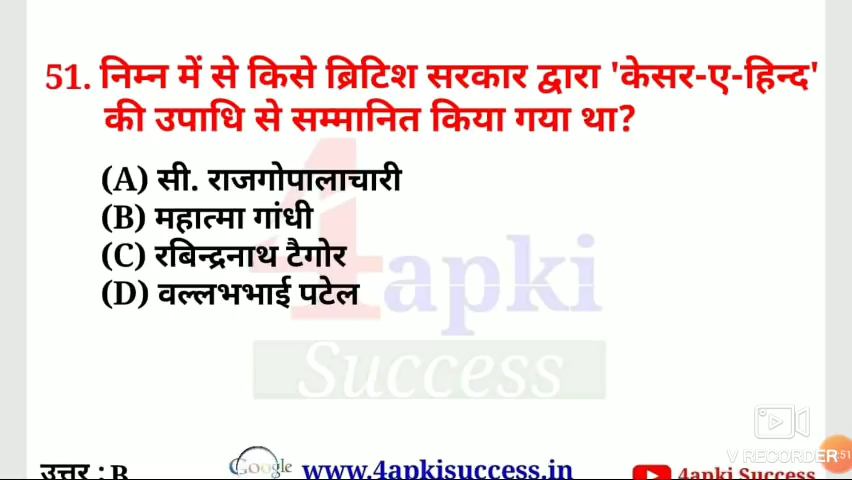 51. निम्न में से किसे ब्रिटिश सरकार द्वारा 'केसर-ए-हिन्द'
की उपाधि से सम्मानित किया गया था?
(A) सी. राजगोपालाचारी
(B) महात्मा गांधी
(C) रबिन्द्रनाथ टैगोर
(D) वल्लभभाई पटेल
4apki
Success
V RECORDER
:51
उत्तर : B
Google
www.4apkisuccess.in
4apki Success